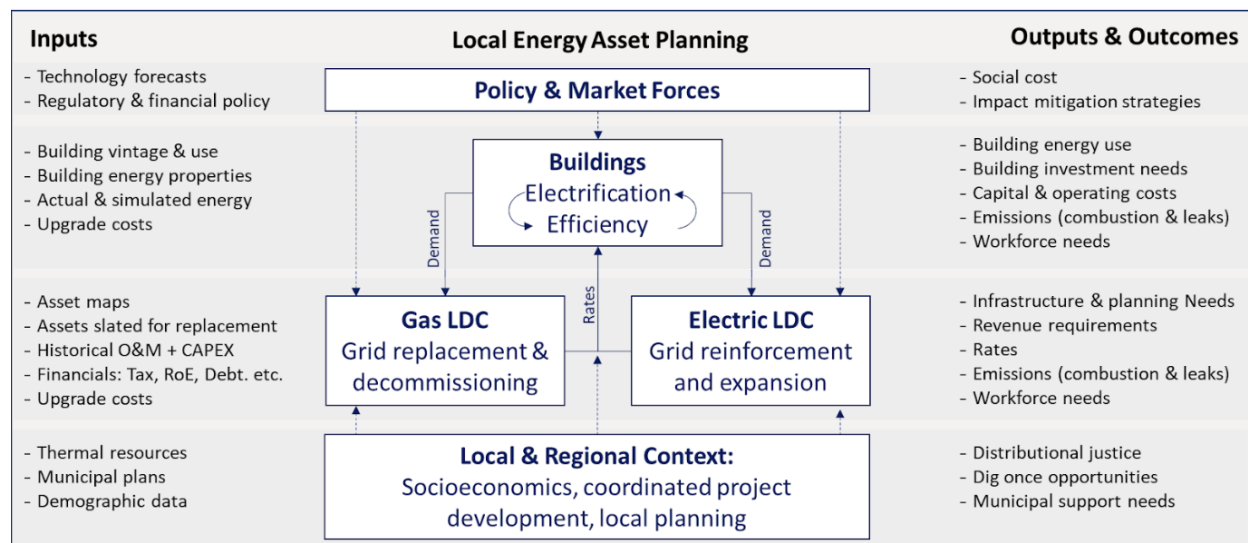 Inputs
Local Energy Asset Planning
Outputs & Outcomes
- Technology forecasts
- Regulatory & financial policy
Policy & Market Forces
- Social cost
- Impact mitigation strategies
- Building vintage & use
- Building energy properties
- Actual & simulated energy
- Upgrade costs
Buildings
Electrification
Efficiency
- Building energy use
- Building investment needs
- Capital & operating costs
- Emissions (combustion & leaks)
- Workforce needs
Demand
Rates
Demand
- Asset maps
- Assets slated for replacement
- Historical O&M + CAPEX
- Financials: Tax, RoE, Debt. etc.
- Upgrade costs
Gas LDC
Grid replacement &
decommissioning
Electric LDC
Grid reinforcement
and expansion
- Infrastructure & planning Needs
- Revenue requirements
- Rates
- Emissions (combustion & leaks)
- Workforce needs
- Thermal resources
- Municipal plans
- Demographic data
Local & Regional Context:
Socioeconomics, coordinated project
development, local planning
- Distributional justice
- Dig once opportunities
- Municipal support needs